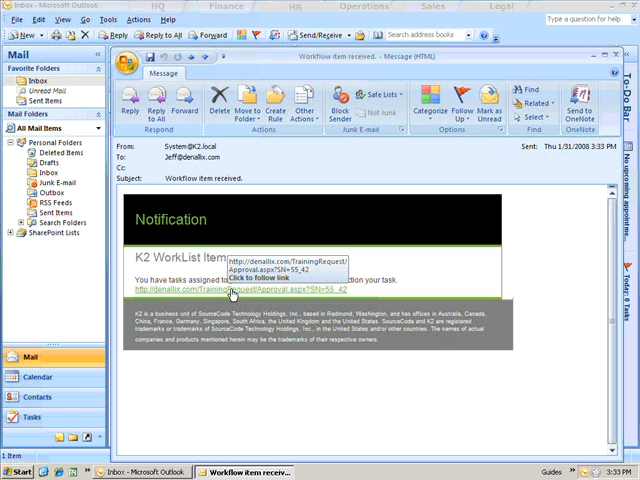 Inbox - Microsoft Outlook
HQ Finance HR Operations Sales Legal
File Edit View Go Tools Actions Help
Type a question for help
New Reply Reply to All Forward Send/Receive Search address books
Mail
Favorite Folders
Inbox
Unread Mail
Sent Items
Mail Folders
All Mail Items
Personal Folders
Deleted Items
Drafts
Inbox
Junk E-mail
Outbox
RSS Feeds
Sent Items
Search Folders
SharePoint Lists
Mail
Calendar
Contacts
Tasks
1 Item
Workflow item received. - Message (HTML)
Message
Reply Reply to All Forward
Respond
Delete Move to Folder Create Rule Other Actions
Actions
Block Sender Safe Lists Not Junk
Junk E-mail
Categorize Follow Up Mark as Unread
Options
Find Related Select
Find
Send to OneNote
OneNote
From: System@K2.local
Sent: Thu 1/31/2008 3:33 PM
To: Jeff@denallix.com
Cc:
Subject: Workflow item received.
Notification
K2 WorkList Item
http://denallix.com/TrainingRequest/
Approval.aspx?SN=55_42
Click to follow link
You have tasks assigned to
ction your task.
http://denallix.com/TrainingRequest/Approval.aspx?SN=55_42
K2 is a business unit of SourceCode Technology Holdings, Inc., based in Redmond, Washington, and has offices in Australia, Canada,
China, France, Germany, Singapore, South Africa, the United Kingdom and the United States. SourceCode and K2 are registered
trademarks or trademarks of SourceCode Technology Holdings, Inc., in the United States and/or other countries. The names of actual
companies and products mentioned herein may be the trademarks of their respective owners.
To-Do Bar
No upcoming appointm
Today: 0 Tasks
Start
Inbox - Microsoft Outlook
Workflow item receiv...
Guides
3:33 PM